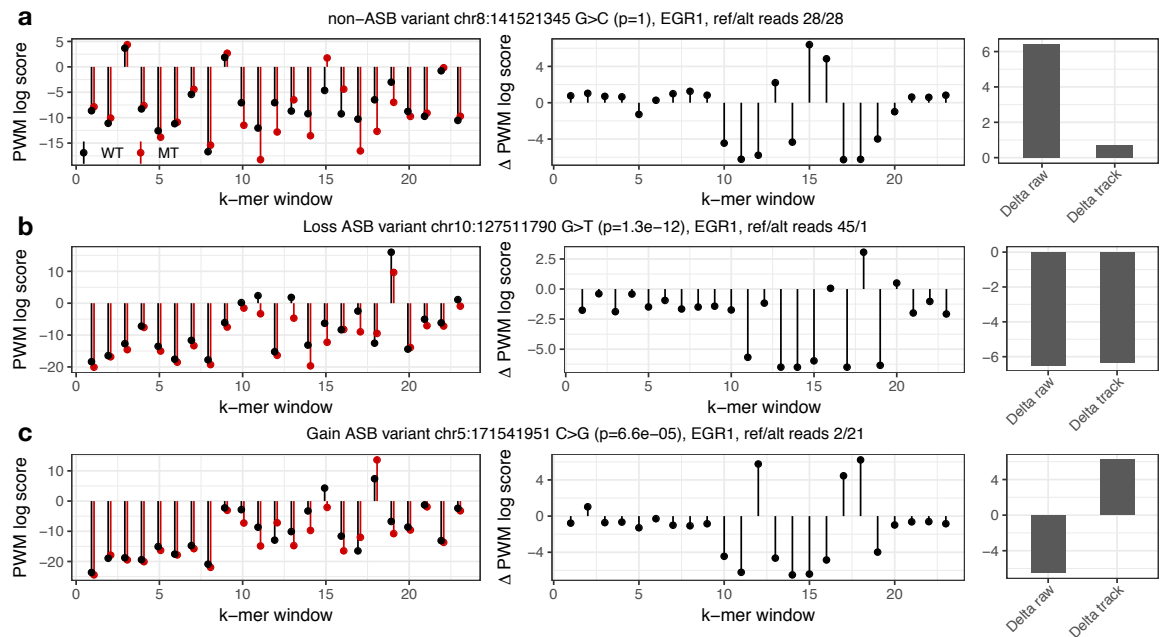 a
non-ASB variant chr8:141521345 G>C (p=1), EGR1, ref/alt reads 28/28
PWM log score
5
0
−5
−10
−15
WT MT
0 5 10 15 20
k−mer window
Δ PWM log score
4
0
−4
0 5 10 15 20
k−mer window
6
4
2
0
Delta raw
Delta track
b
Loss ASB variant chr10:127511790 G>T (p=1.3e−12), EGR1, ref/alt reads 45/1
PWM log score
10
0
−10
−20
0 5 10 15 20
k−mer window
Δ PWM log score
2.5
0.0
−2.5
−5.0
0 5 10 15 20
k−mer window
0
−2
−4
−6
Delta raw
Delta track
c
Gain ASB variant chr5:171541951 C>G (p=6.6e−05), EGR1, ref/alt reads 2/21
PWM log score
10
0
−10
−20
0 5 10 15 20
k−mer window
Δ PWM log score
4
0
−4
0 5 10 15 20
k−mer window
4
0
−4
Delta raw
Delta track